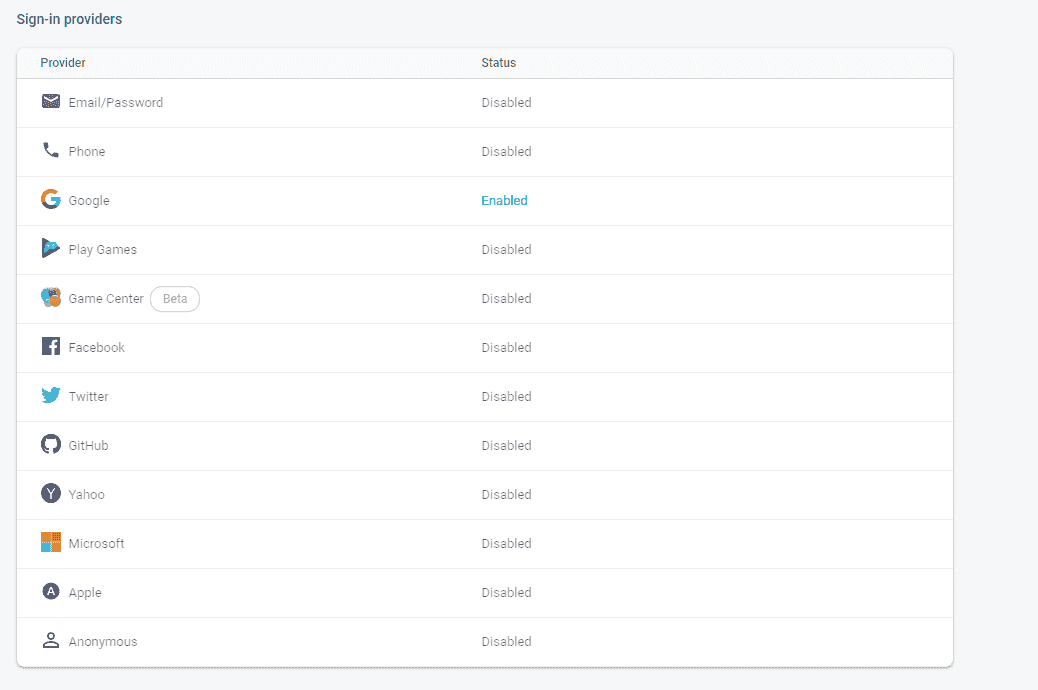 Sign-in providers
Provider Status
Email/Password Disabled
Phone Disabled
Google Enabled
Play Games Disabled
Game Center Beta Disabled
Facebook Disabled
Twitter Disabled
GitHub Disabled
Yahoo Disabled
Microsoft Disabled
Apple Disabled
Anonymous Disabled